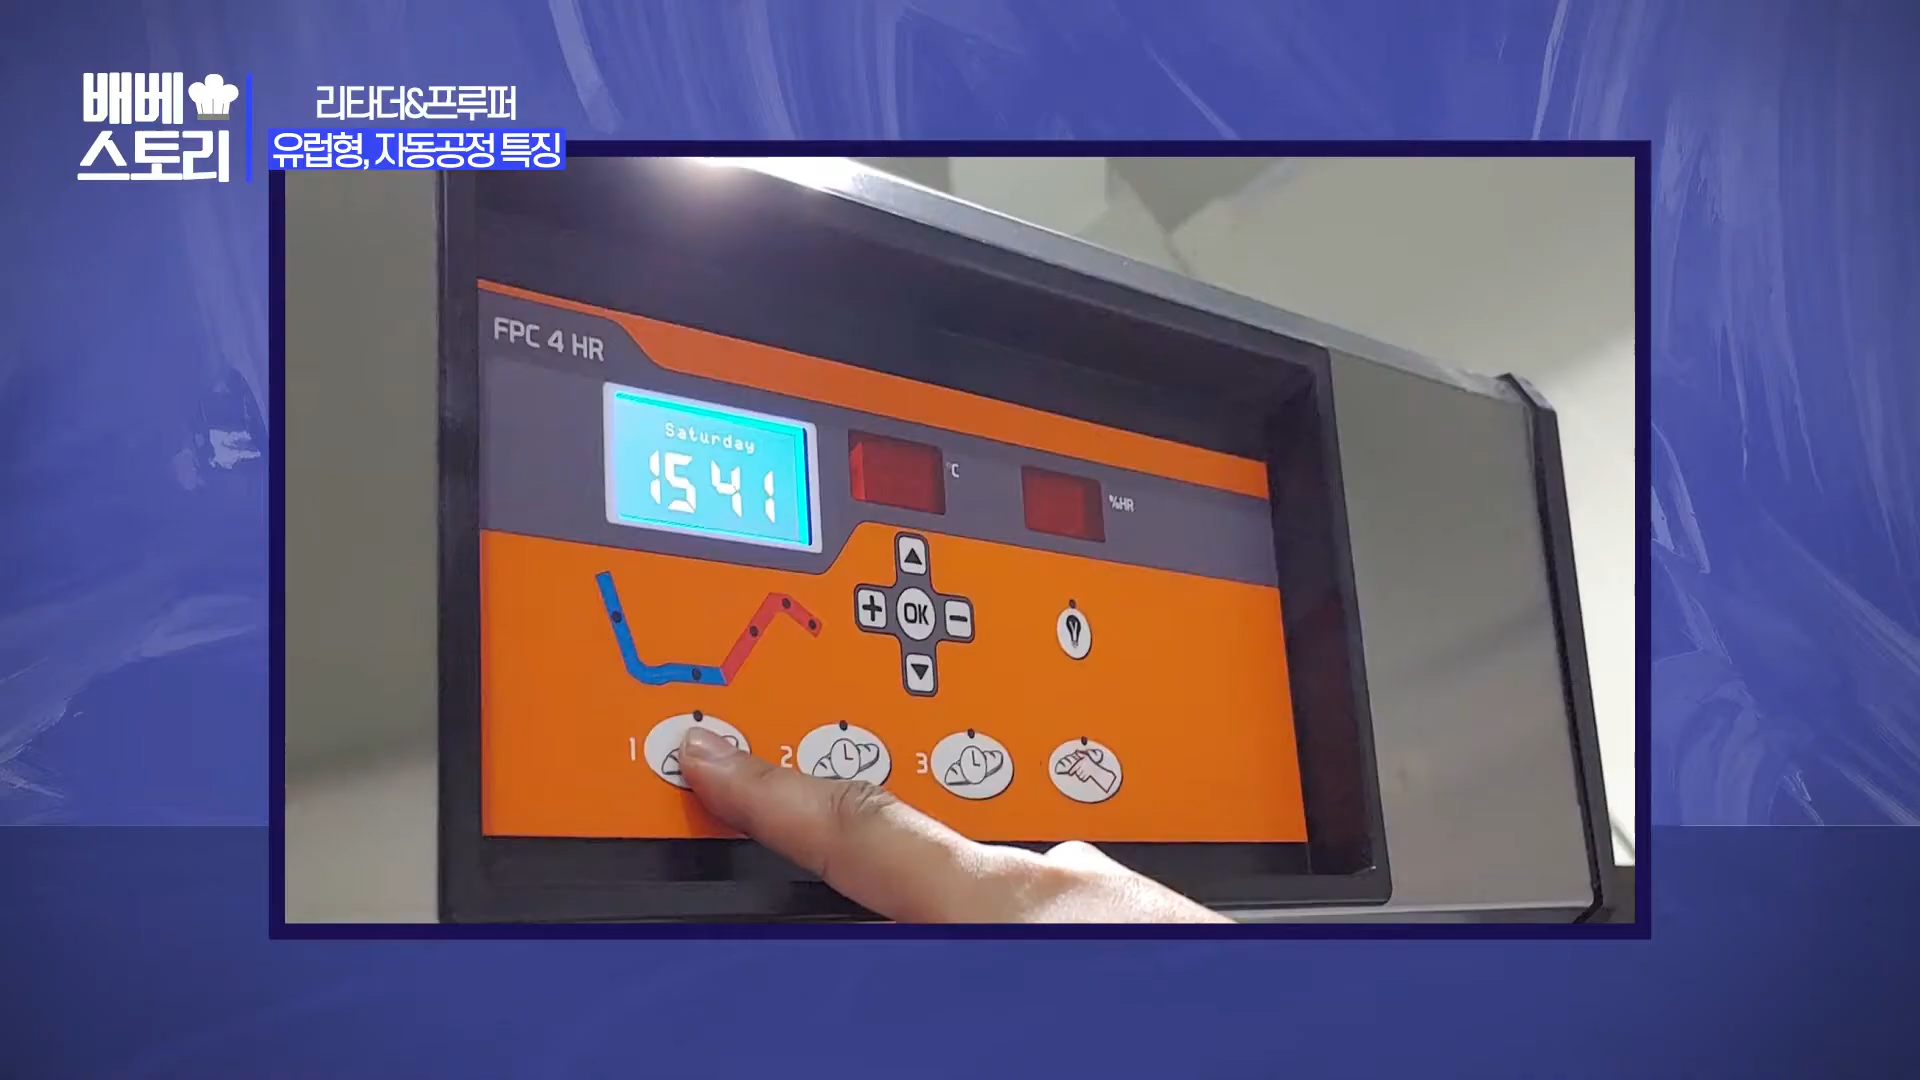 배베
스토리
리타더&프루퍼
유럽형, 자동공정 특징
FPC 4 HR
Saturday
15 41
°C
%HR
+ OK −
1
2
3